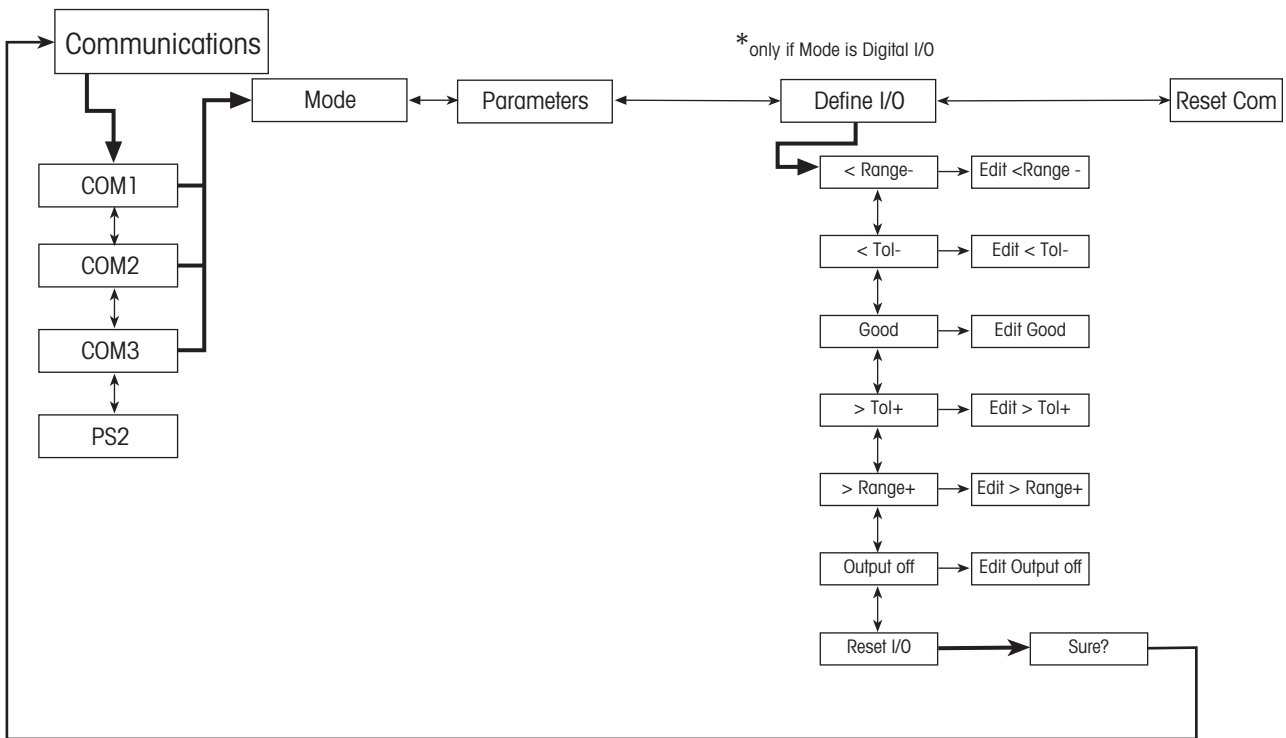 Communications
*only if Mode is Digital I/O
Mode
Parameters
Define I/O
Reset Com
COM1
COM2
COM3
PS2
< Range-
Edit <Range -
< Tol-
Edit < Tol-
Good
Edit Good
> Tol+
Edit > Tol+
> Range+
Edit > Range+
Output off
Edit Output off
Reset I/O
Sure?